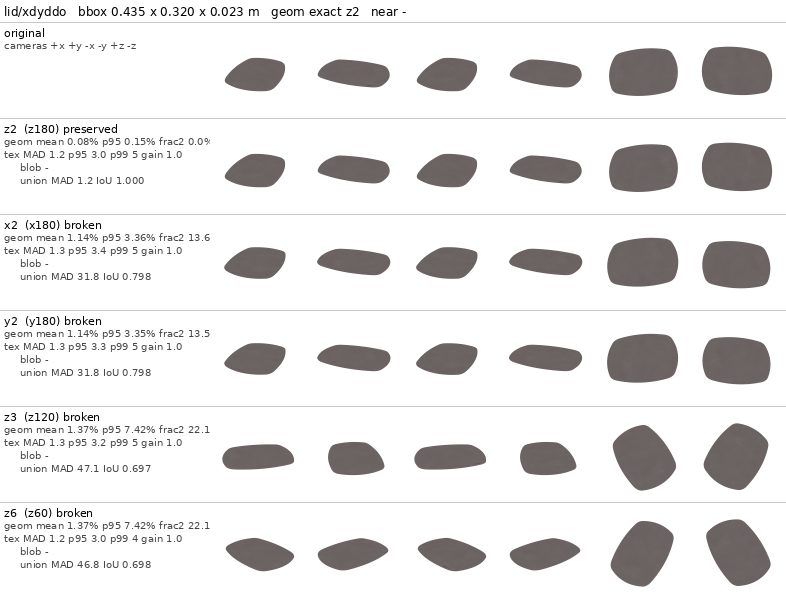 lid/xdyddo bbox 0.435 x 0.320 x 0.023 m geom exact z2 near -
original
cameras +x +y -x -y +z -z
z2 (z180) preserved
geom mean 0.08% p95 0.15% frac2 0.0%
tex MAD 1.2 p95 3.0 p99 5 gain 1.0
blob -
union MAD 1.2 IoU 1.000
x2 (x180) broken
geom mean 1.14% p95 3.36% frac2 13.6
tex MAD 1.3 p95 3.4 p99 5 gain 1.0
blob -
union MAD 31.8 IoU 0.798
y2 (y180) broken
geom mean 1.14% p95 3.35% frac2 13.5
tex MAD 1.3 p95 3.3 p99 5 gain 1.0
blob -
union MAD 31.8 IoU 0.798
z3 (z120) broken
geom mean 1.37% p95 7.42% frac2 22.1
tex MAD 1.3 p95 3.2 p99 5 gain 1.0
blob -
union MAD 47.1 IoU 0.697
z6 (z60) broken
geom mean 1.37% p95 7.42% frac2 22.1
tex MAD 1.2 p95 3.0 p99 4 gain 1.0
blob -
union MAD 46.8 IoU 0.698